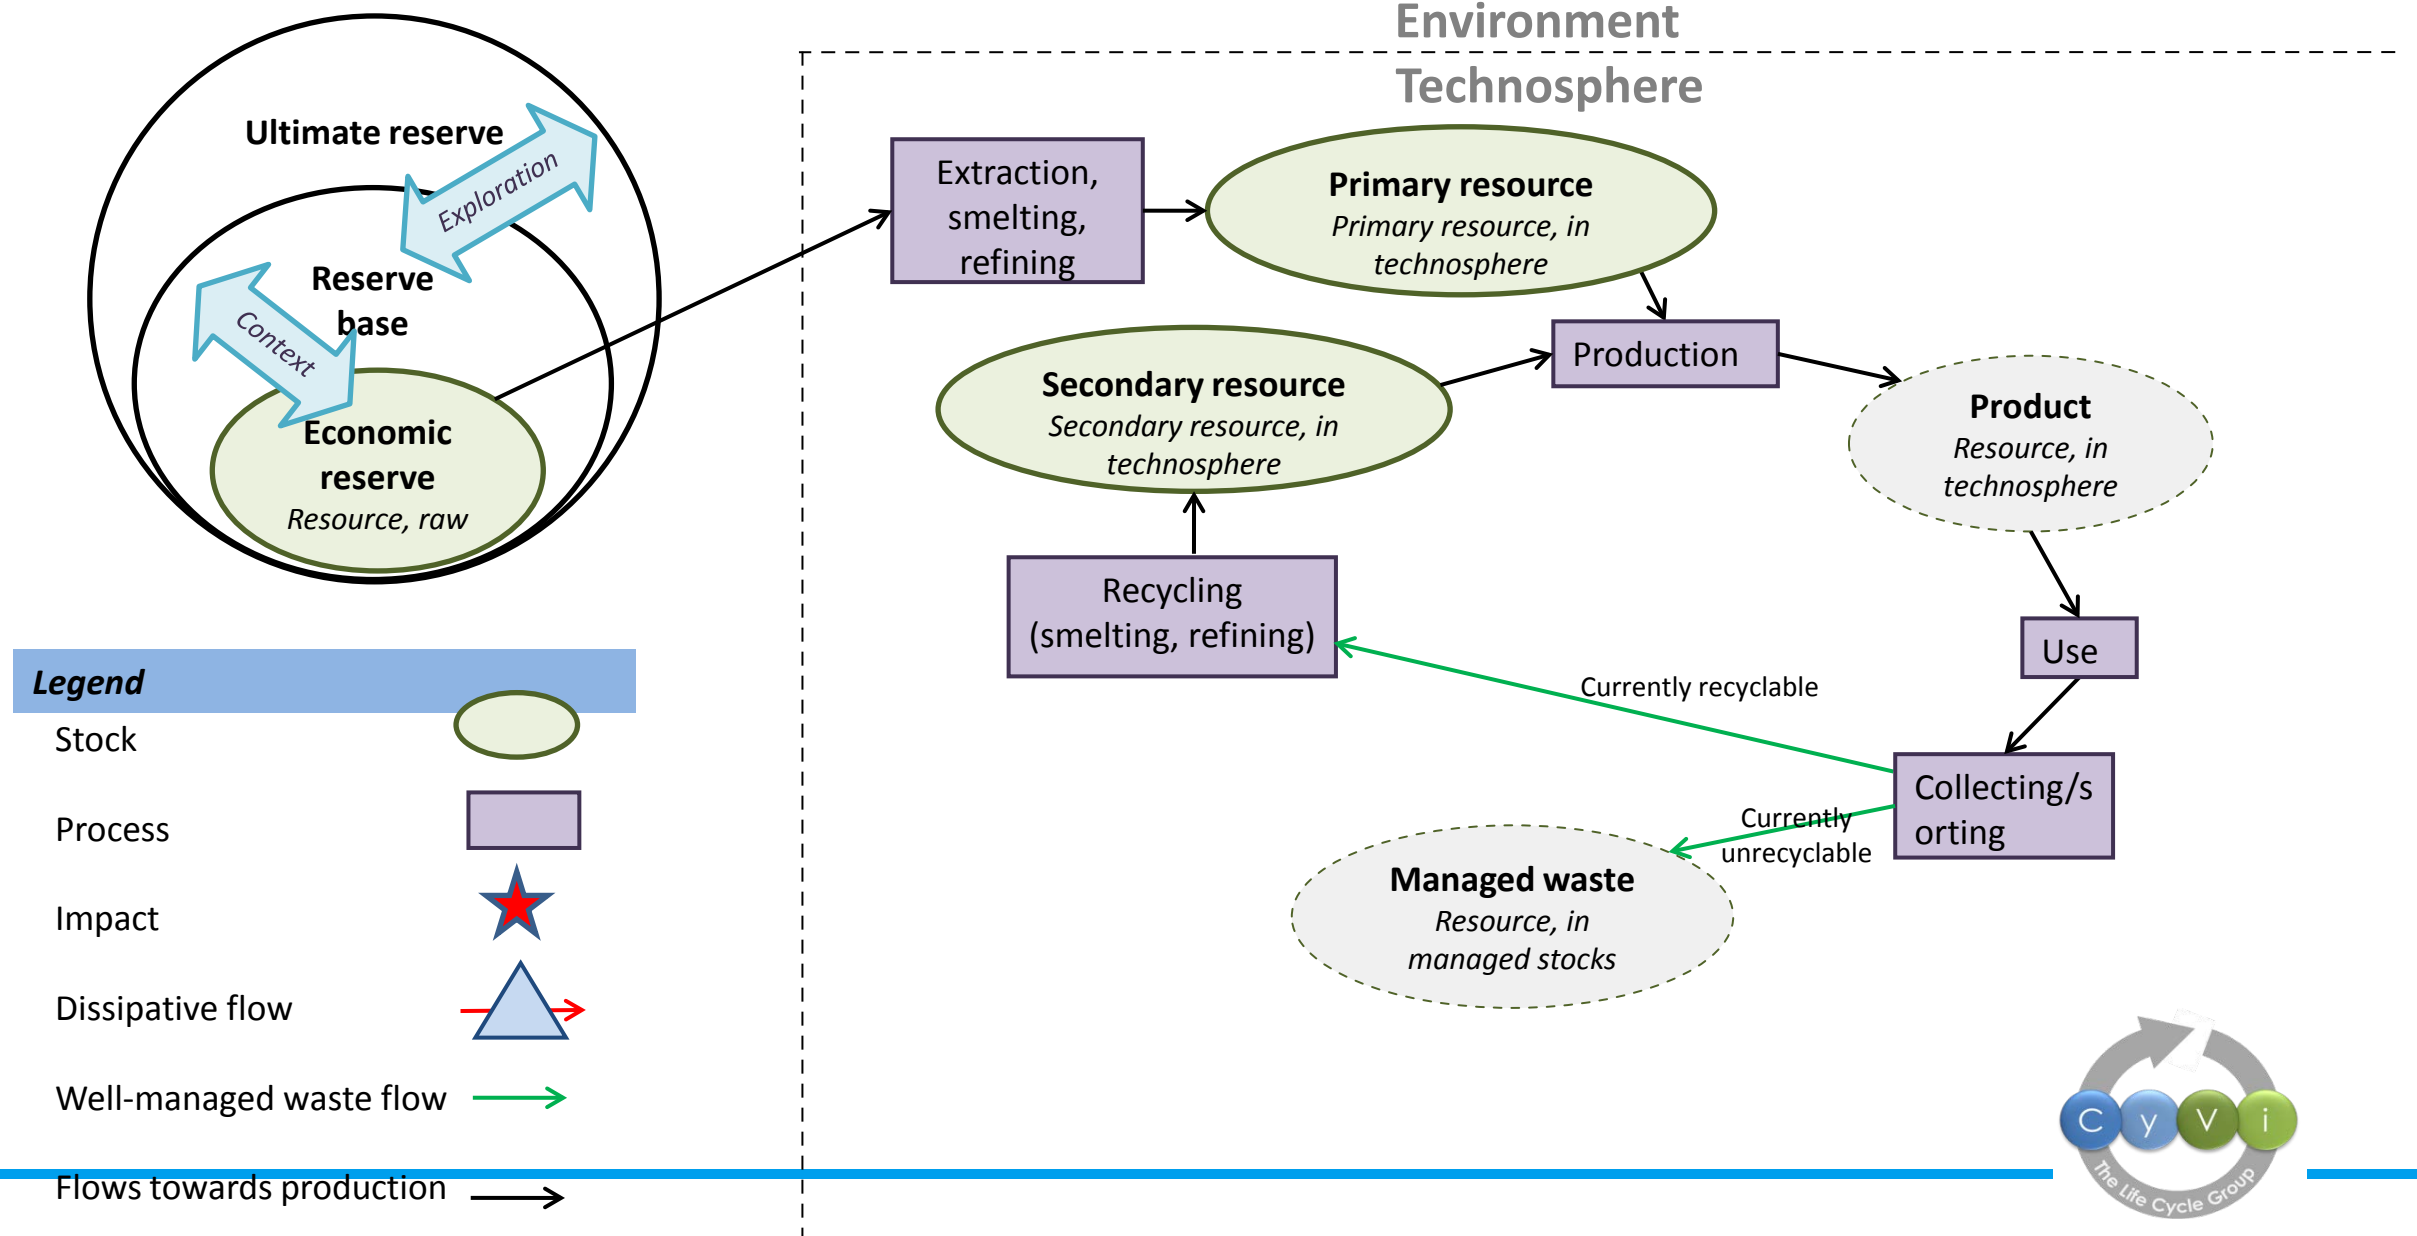 Environment
Technosphere
Ultimate reserve
Exploration
Reserve
base
Context
Economic
reserve
Resource, raw
Extraction,
smelting,
refining
Primary resource
Primary resource, in
technosphere
Production
Secondary resource
Secondary resource, in
technosphere
Product
Resource, in
technosphere
Recycling
(smelting, refining)
Use
Currently recyclable
Collecting/s
orting
Currently
unrecyclable
Managed waste
Resource, in
managed stocks
Legend
Stock
Process
Impact
Dissipative flow
Well-managed waste flow
Flows towards production
C y V i
The Life Cycle Group